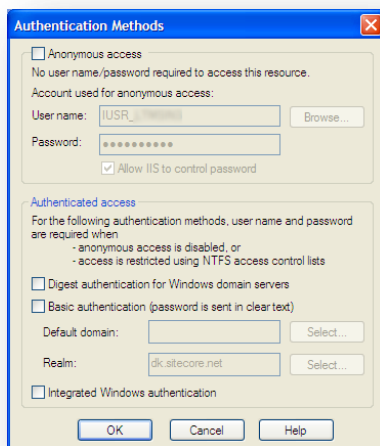 Authentication Methods
Anonymous access
No user name/password required to access this resource.
Account used for anonymous access:
User name: IUSR_ Browse...
Password: ••••••••••
Allow IIS to control password
Authenticated access
For the following authentication methods, user name and password
are required when
- anonymous access is disabled, or
- access is restricted using NTFS access control lists
Digest authentication for Windows domain servers
Basic authentication (password is sent in clear text)
Default domain: Select...
Realm: dk.sitecore.net Select...
Integrated Windows authentication
OK Cancel Help